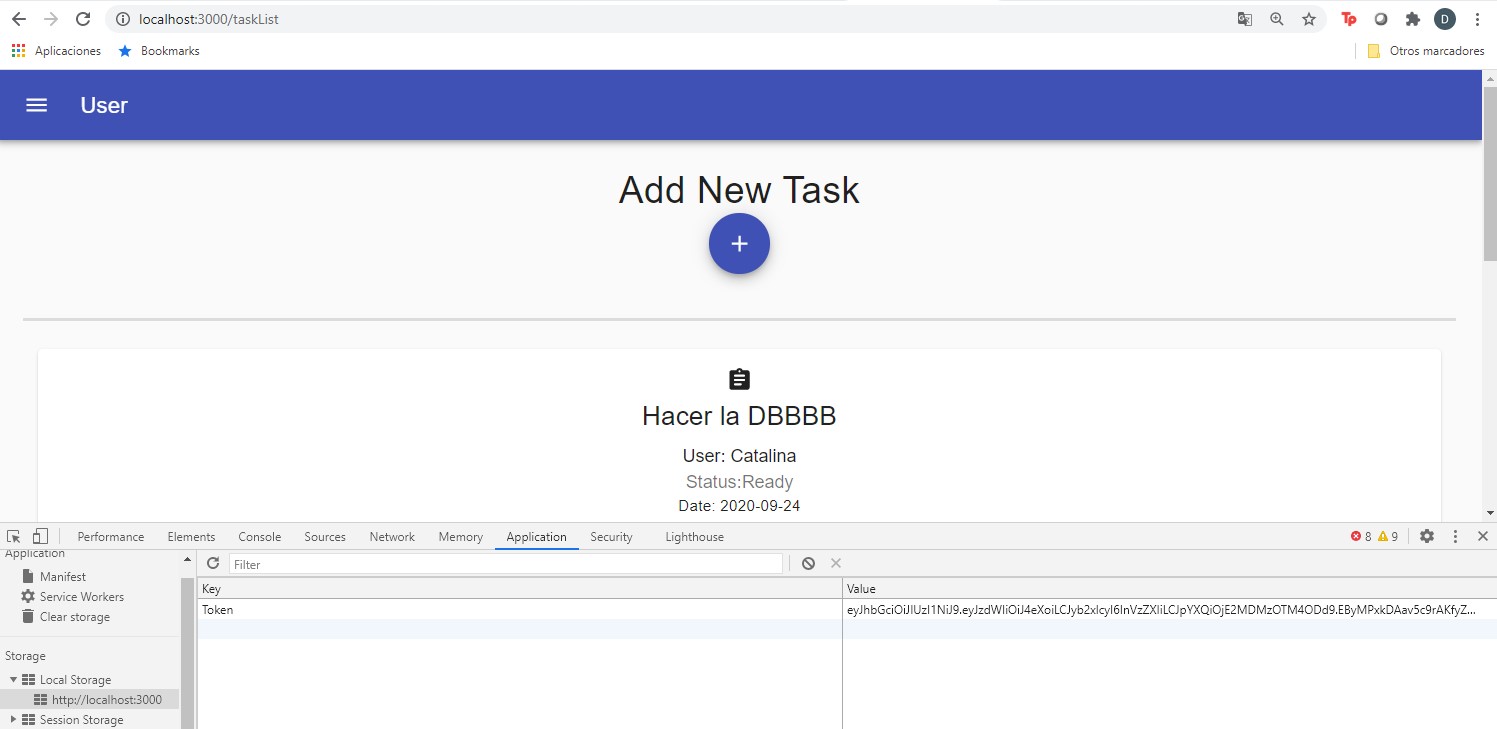 localhost:3000/taskList
Tp
D
Aplicaciones
Bookmarks
Otros marcadores
User
Add New Task
Hacer la DBBBB
User: Catalina
Status:Ready
Date: 2020-09-24
Performance
Elements
Console
Sources
Network
Memory
Application
Security
Lighthouse
8
9
Application
Manifest
Service Workers
Clear storage
Storage
Local Storage
http://localhost:3000
Session Storage
Filter
Key
Value
Token
eyJhbGciOiJIUzI1NiJ9.eyJzdWIiOiJ4eXoiLCJyb2xlcyI6InVzZXIiLCJpYXQiOjE2MDMzOTM4ODd9.EByMPxkDAav5c9rAKfyZ...